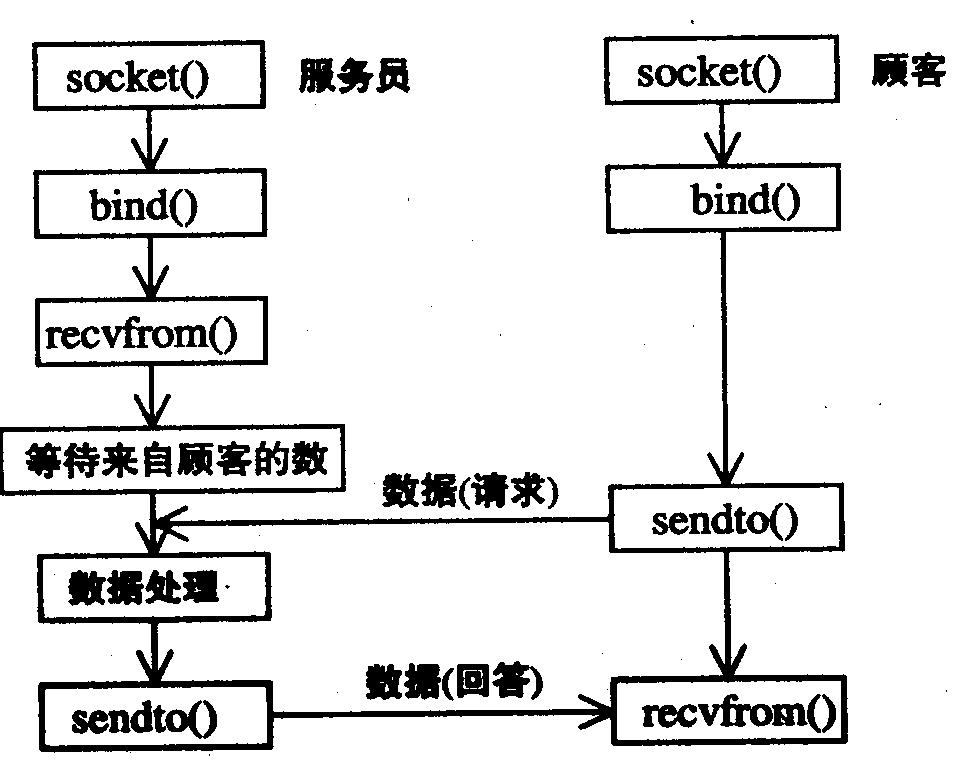 socket()
服务员
socket()
顾客
bind()
bind()
recvfrom()
等待来自顾客的数
数据(请求)
sendto()
数据处理
数据(回答)
sendto()
recvfrom()